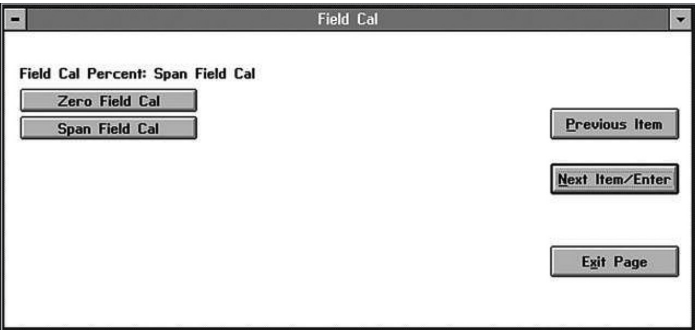 Field Cal
Field Cal Percent: Span Field Cal
Zero Field Cal
Span Field Cal
Previous Item
Next Item/Enter
Exit Page